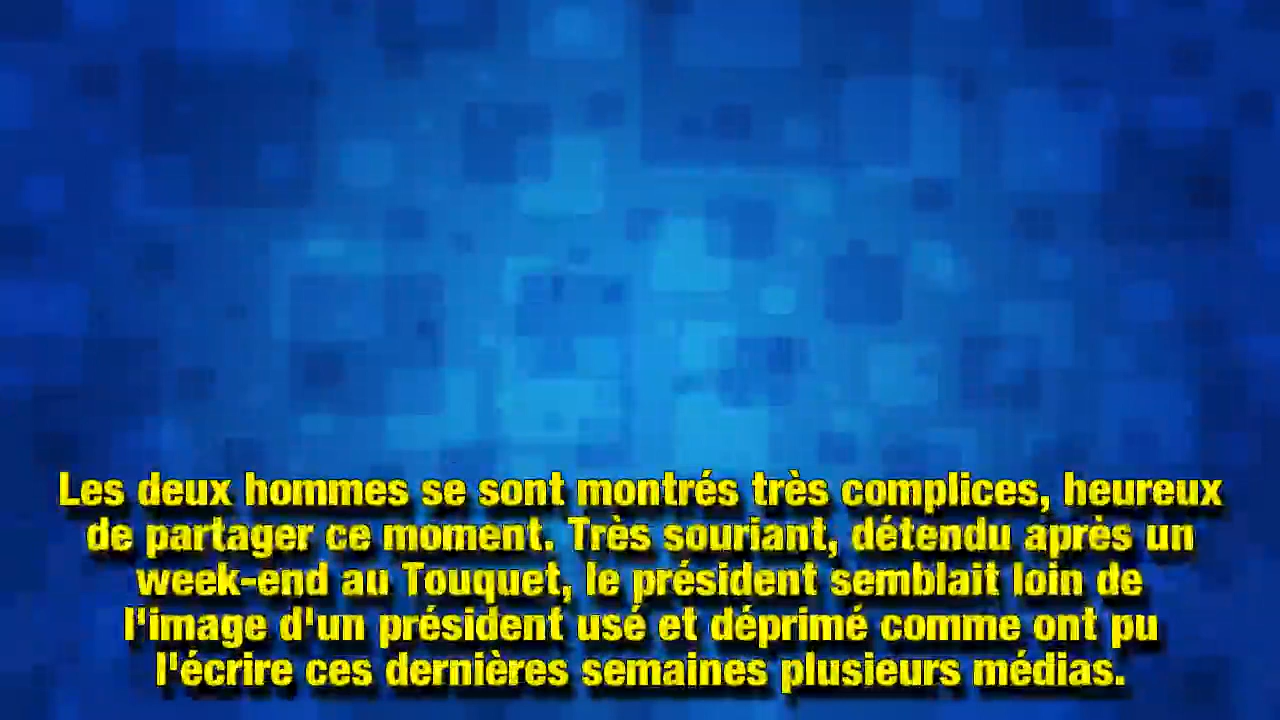 Les deux hommes se sont montrés très complices, heureux
de partager ce moment. Très souriant, détendu après un
week-end au Touquet, le président semblait loin de
l'image d'un président usé et déprimé comme ont pu
l'écrire ces dernières semaines plusieurs médias.